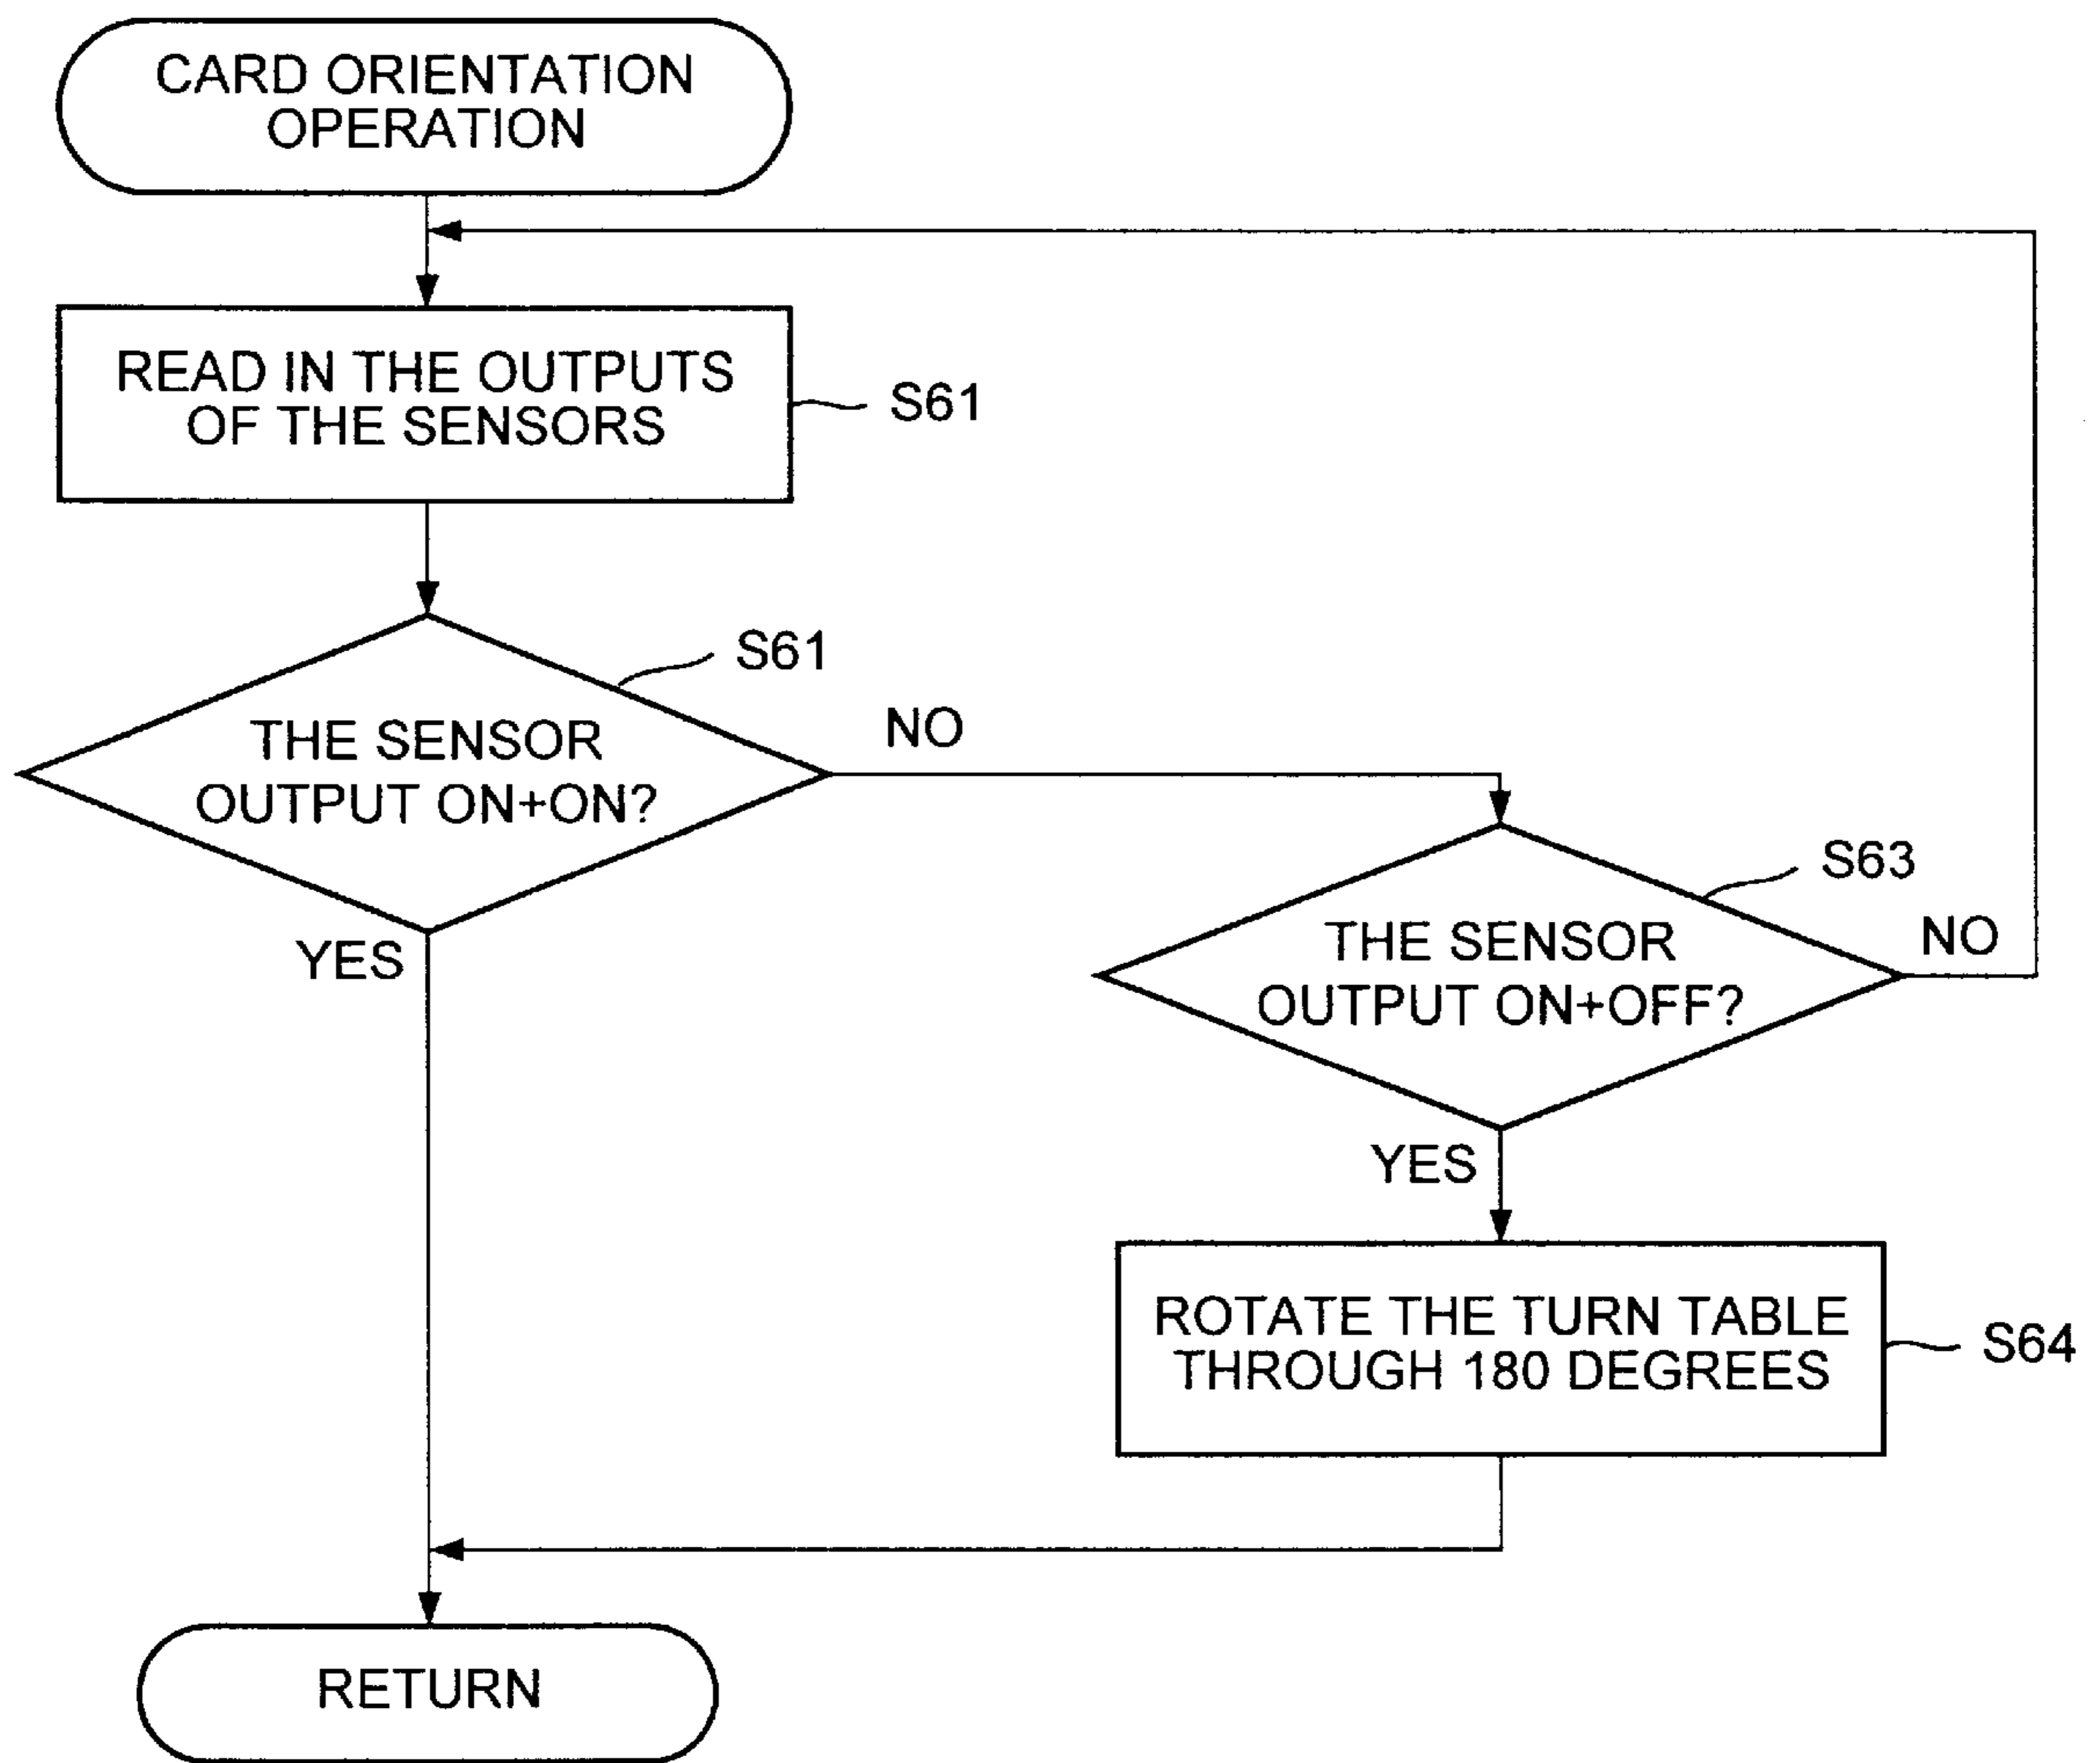 CARD ORIENTATION
OPERATION
READ IN THE OUTPUTS
OF THE SENSORS
S61
S61
THE SENSOR
OUTPUT ON+ON?
NO
YES
S63
THE SENSOR
OUTPUT ON+OFF?
NO
YES
ROTATE THE TURN TABLE
THROUGH 180 DEGREES
S64
RETURN